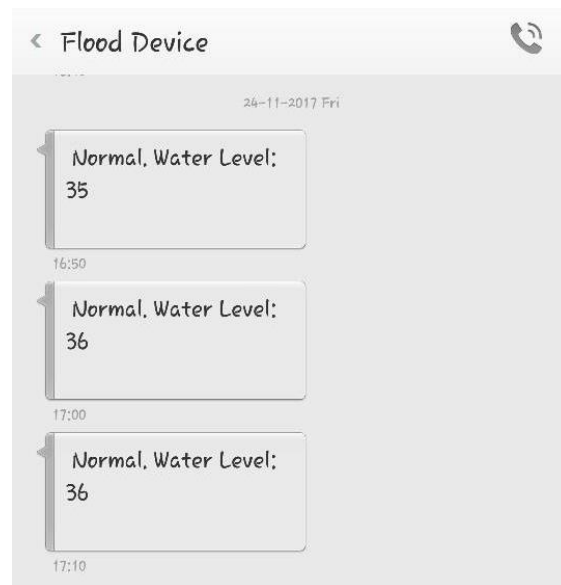 Flood Device
24-11-2017 Fri
Normal, Water Level:
35
16:50
Normal, Water Level:
36
17:00
Normal, Water Level:
36
17:10